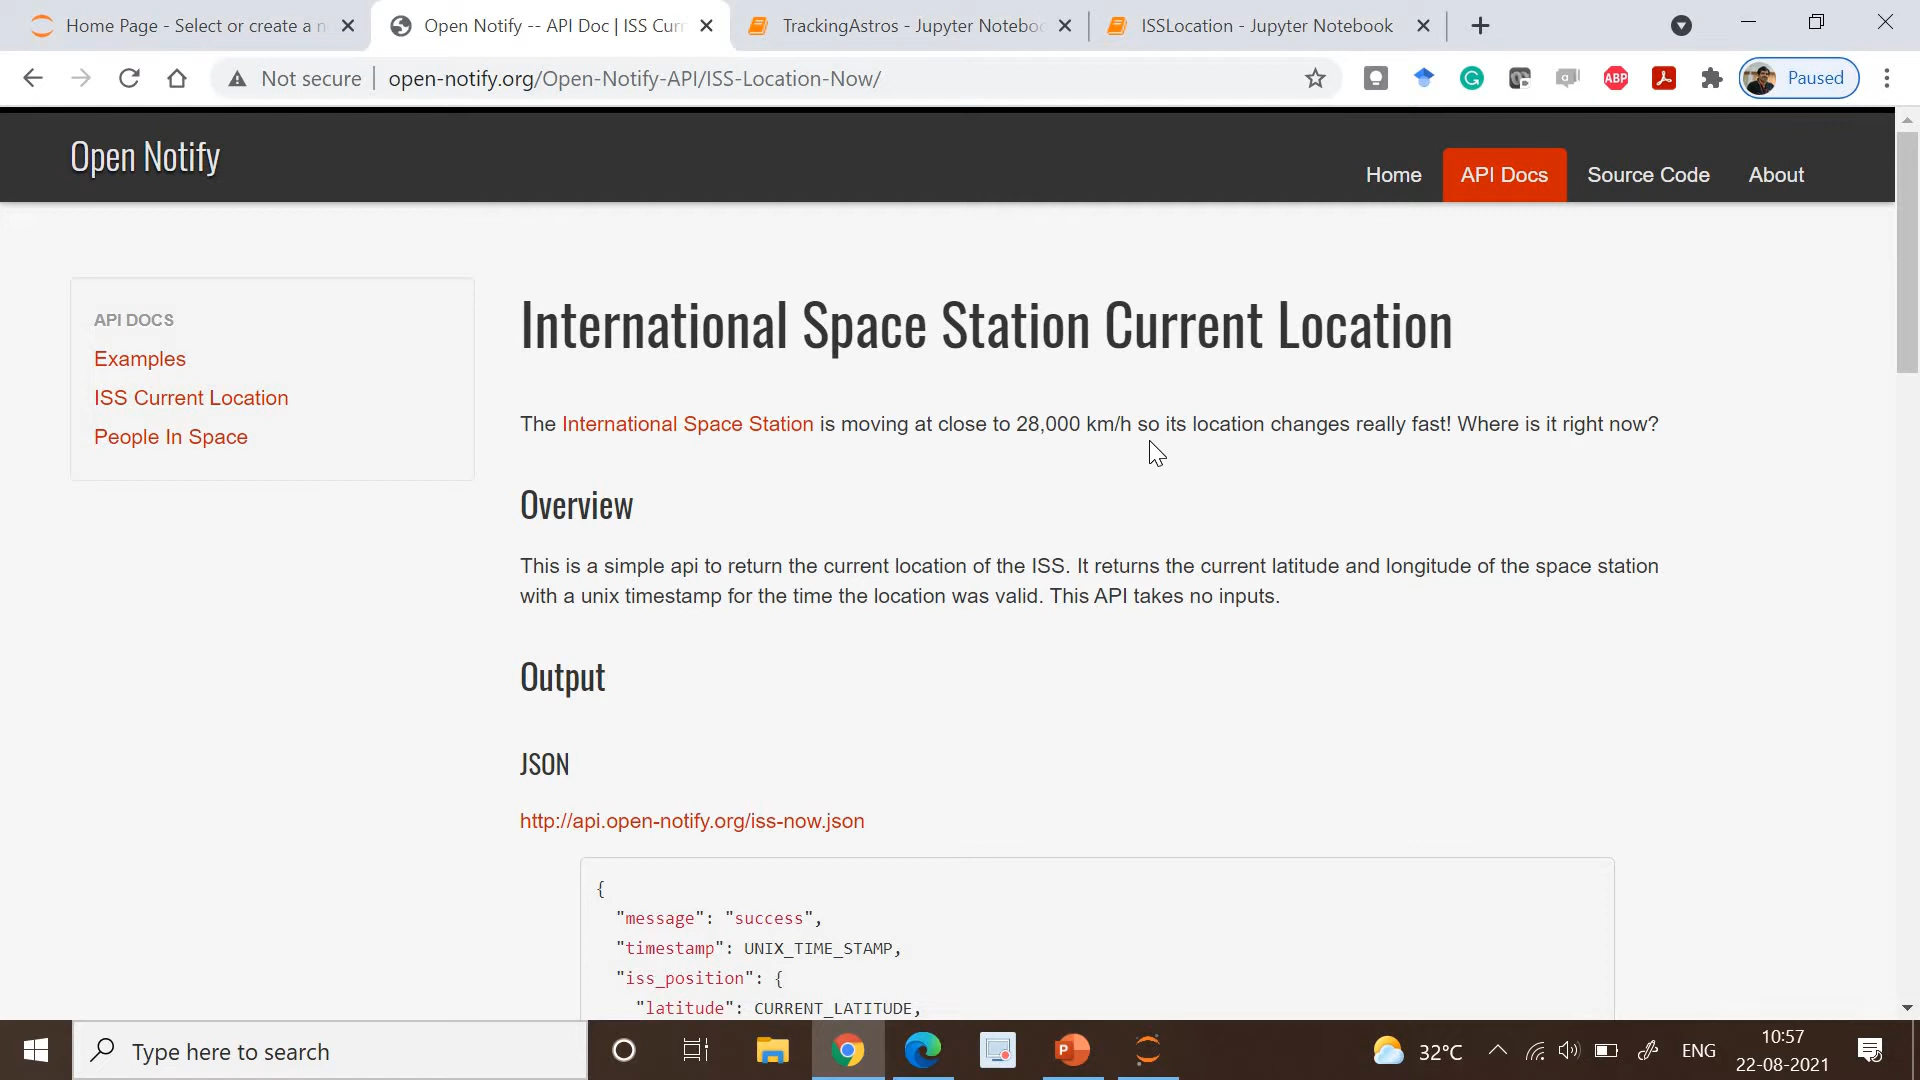 Home Page - Select or create a n
Open Notify -- API Doc | ISS Curr
TrackingAstros - Jupyter Noteboo
ISSLocation - Jupyter Notebook
Not secure
open-notify.org/Open-Notify-API/ISS-Location-Now/
ABP
Paused
Open Notify
Home
API Docs
Source Code
About
API DOCS
Examples
ISS Current Location
People In Space
International Space Station Current Location
The International Space Station is moving at close to 28,000 km/h so its location changes really fast! Where is it right now?
Overview
This is a simple api to return the current location of the ISS. It returns the current latitude and longitude of the space station
with a unix timestamp for the time the location was valid. This API takes no inputs.
Output
JSON
http://api.open-notify.org/iss-now.json
{
"message": "success",
"timestamp": UNIX_TIME_STAMP,
"iss_position": {
"latitude": CURRENT_LATITUDE,
Type here to search
32°C
ENG
10:57
22-08-2021